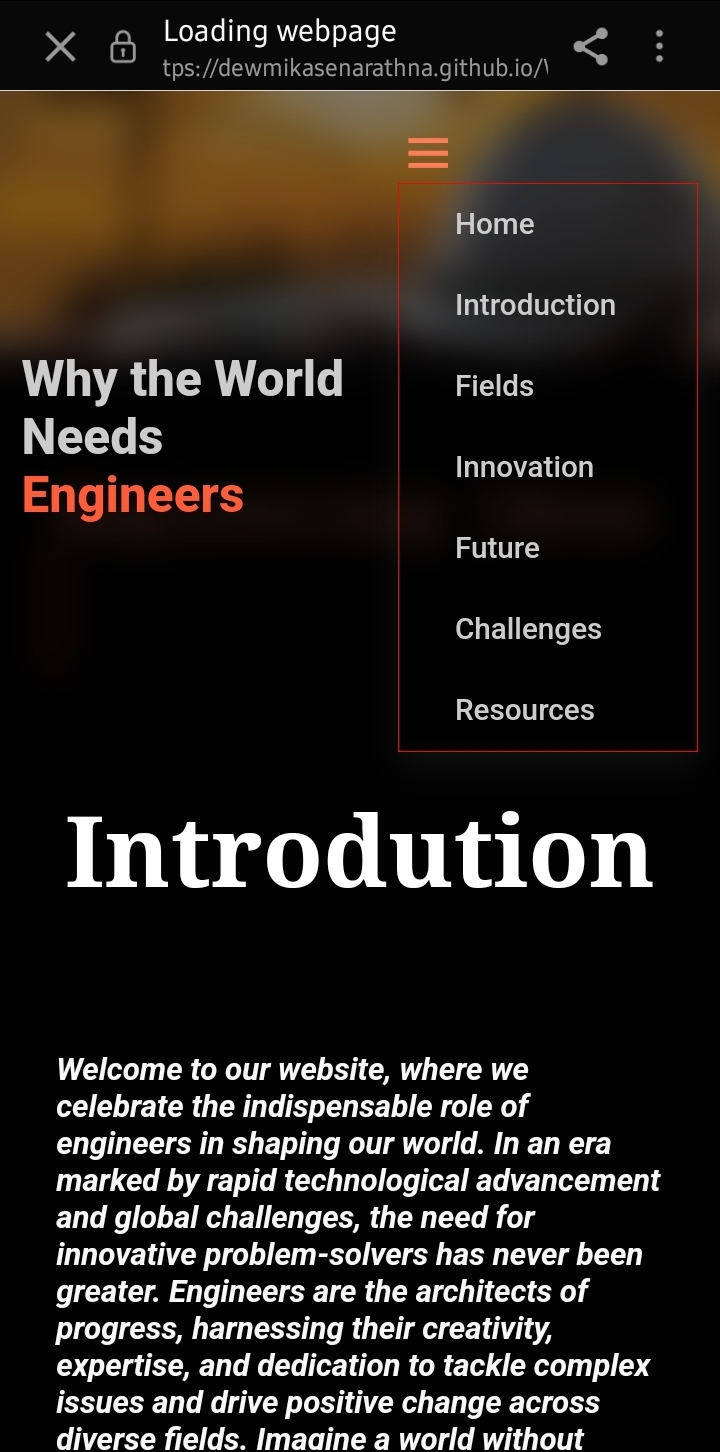 Loading webpage
tps://dewmikasenarathna.github.io/
Home
Introduction
Fields
Innovation
Future
Challenges
Resources
Why the World
Needs
Engineers
Introdution
Welcome to our website, where we
celebrate the indispensable role of
engineers in shaping our world. In an era
marked by rapid technological advancement
and global challenges, the need for
innovative problem-solvers has never been
greater. Engineers are the architects of
progress, harnessing their creativity,
expertise, and dedication to tackle complex
issues and drive positive change across
diverse fields. Imagine a world without